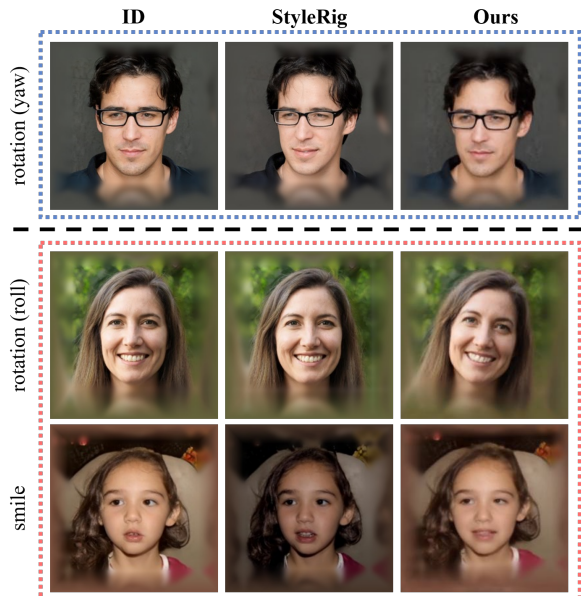 ID StyleRig Ours
rotation (yaw)
rotation (roll)
smile